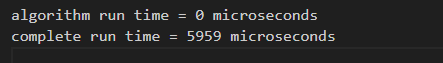 algorithm run time = 0 microseconds
complete run time = 5959 microseconds